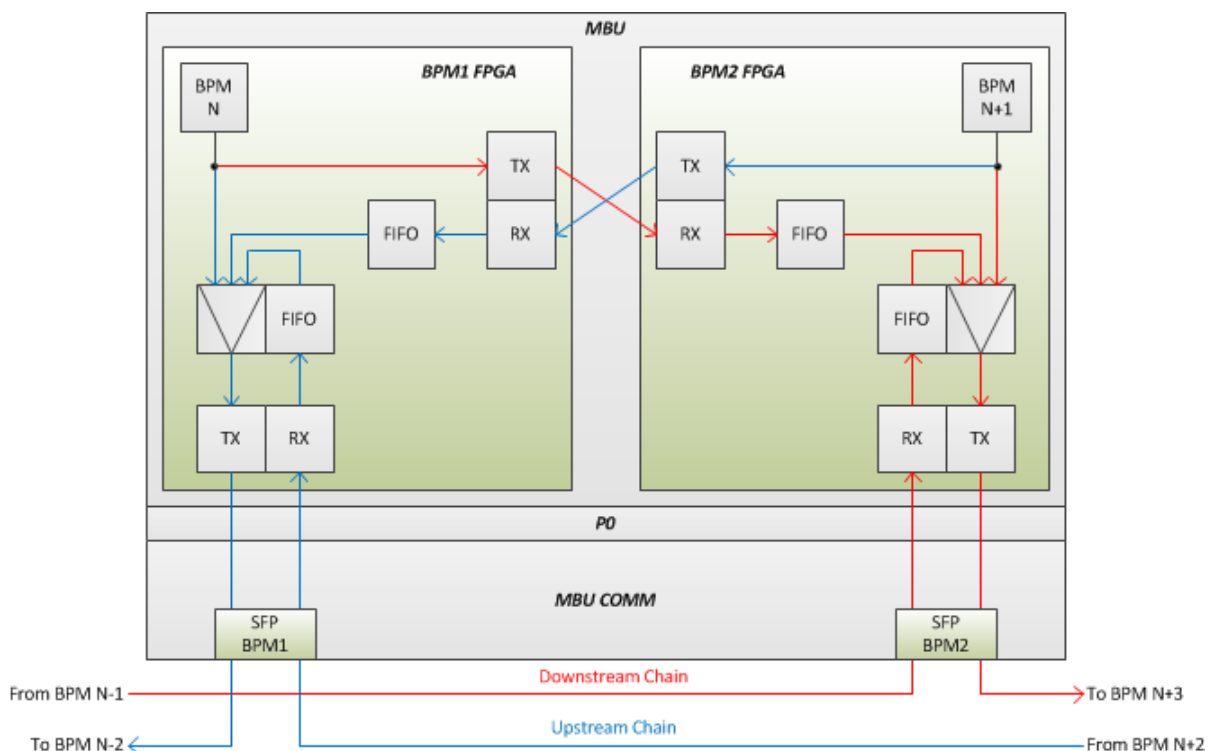 MBU
BPM1 FPGA
BPM2 FPGA
BPM
N
BPM
N+1
TX
TX
FIFO
RX
RX
FIFO
FIFO
FIFO
TX
RX
RX
TX
P0
MBU COMM
SFP
BPM1
SFP
BPM2
Downstream Chain
From BPM N-1
To BPM N+3
Upstream Chain
To BPM N-2
From BPM N+2